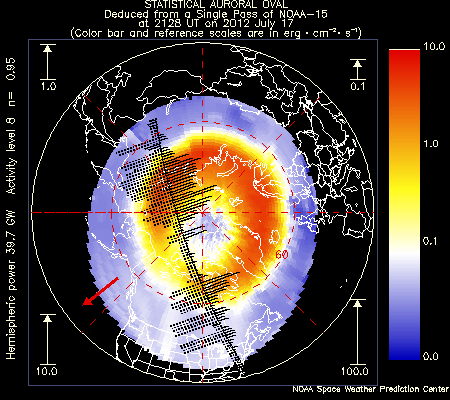 STATISTICAL AURORAL OVAL
Deduced from a Single Pass of NOAA-15
at 2128 UT on 2012 July 17
(Color bar and reference scales are in erg·cm⁻²·s⁻¹)
Hemispheric power 39.7 GW  Activity level 8  n= 0.95
1.0
0.1
10.0
100.0
60
10.0
1.0
0.1
0.0
NOAA Space Weather Prediction Center